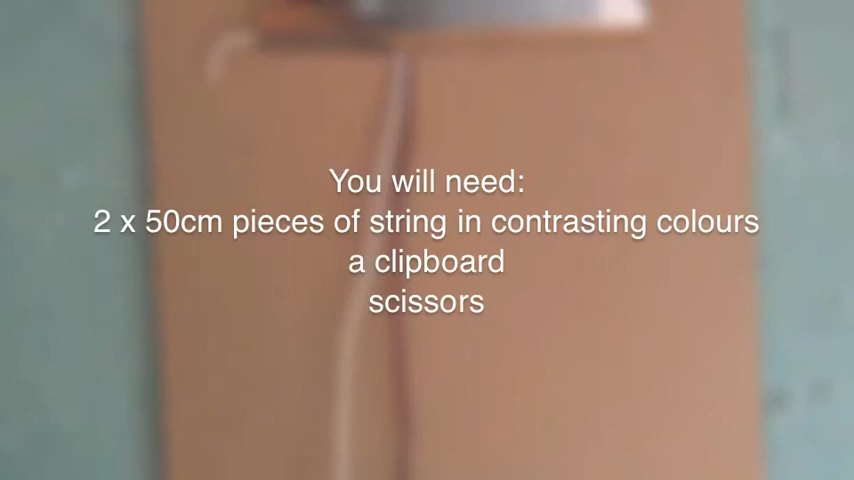 You will need:
2 x 50cm pieces of string in contrasting colours
a clipboard
scissors